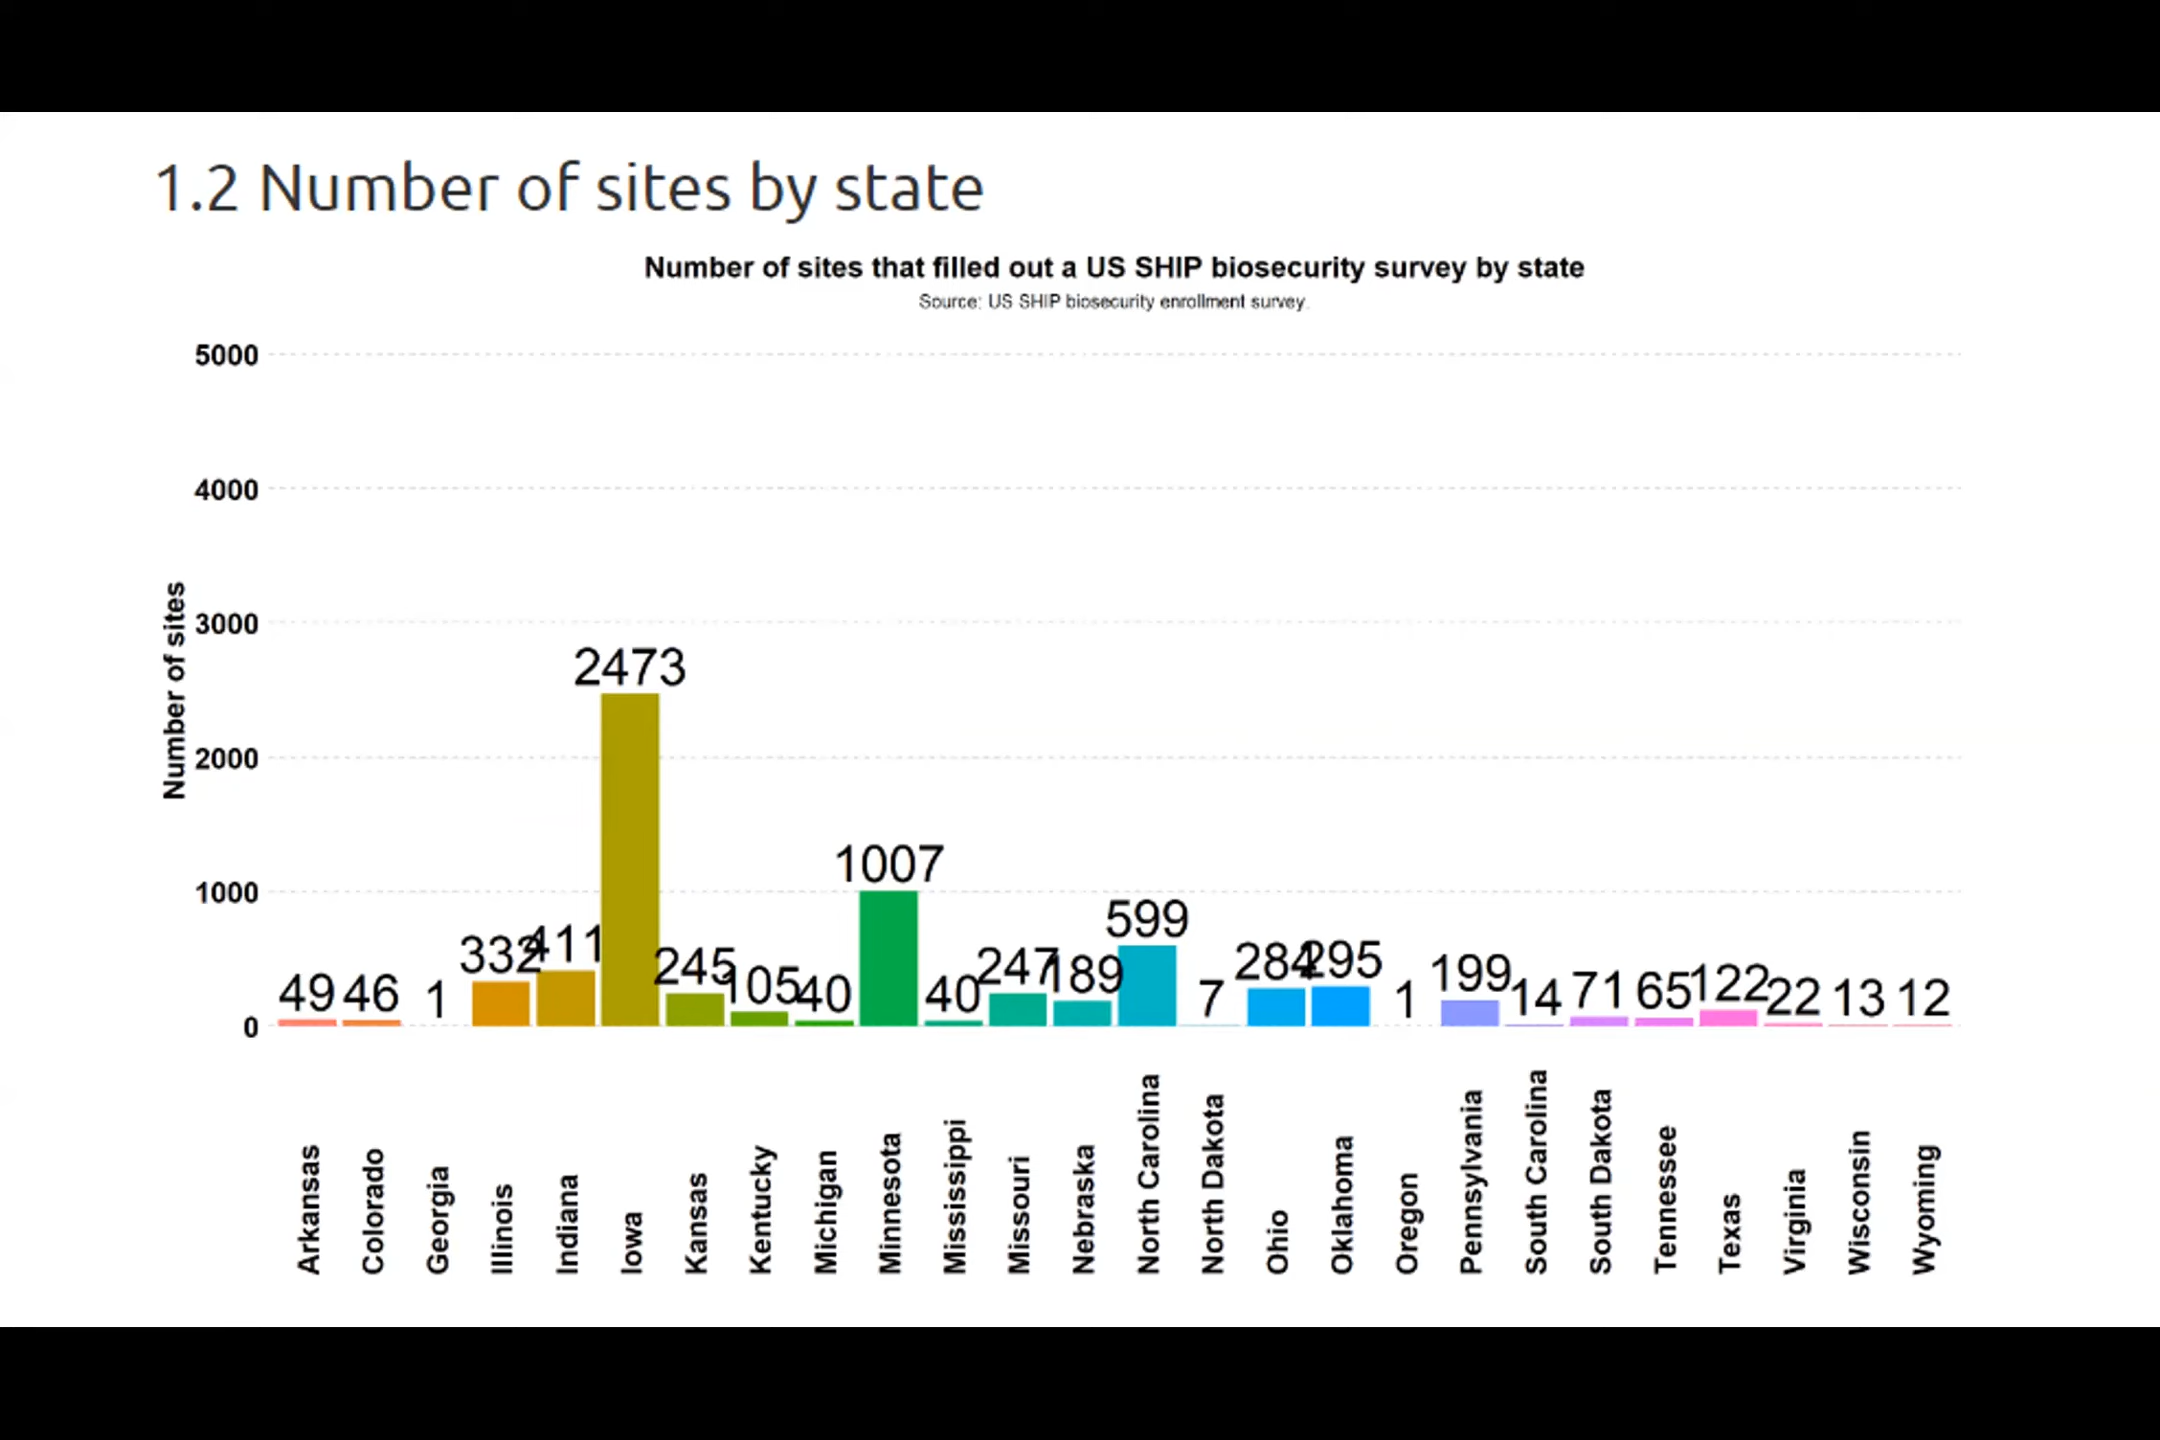 1.2 Number of sites by state
Number of sites that filled out a US SHIP biosecurity survey by state
Source: US SHIP biosecurity enrollment survey.
Number of sites
5000
4000
3000
2000
1000
0
49 46 1 332 411 2473 245 105 40 1007 40 247 189 599 7 284 295 1 199 14 71 65 122 22 13 12
Arkansas Colorado Georgia Illinois Indiana Iowa Kansas Kentucky Michigan Minnesota Mississippi Missouri Nebraska North Carolina North Dakota Ohio Oklahoma Oregon Pennsylvania South Carolina South Dakota Tennessee Texas Virginia Wisconsin Wyoming